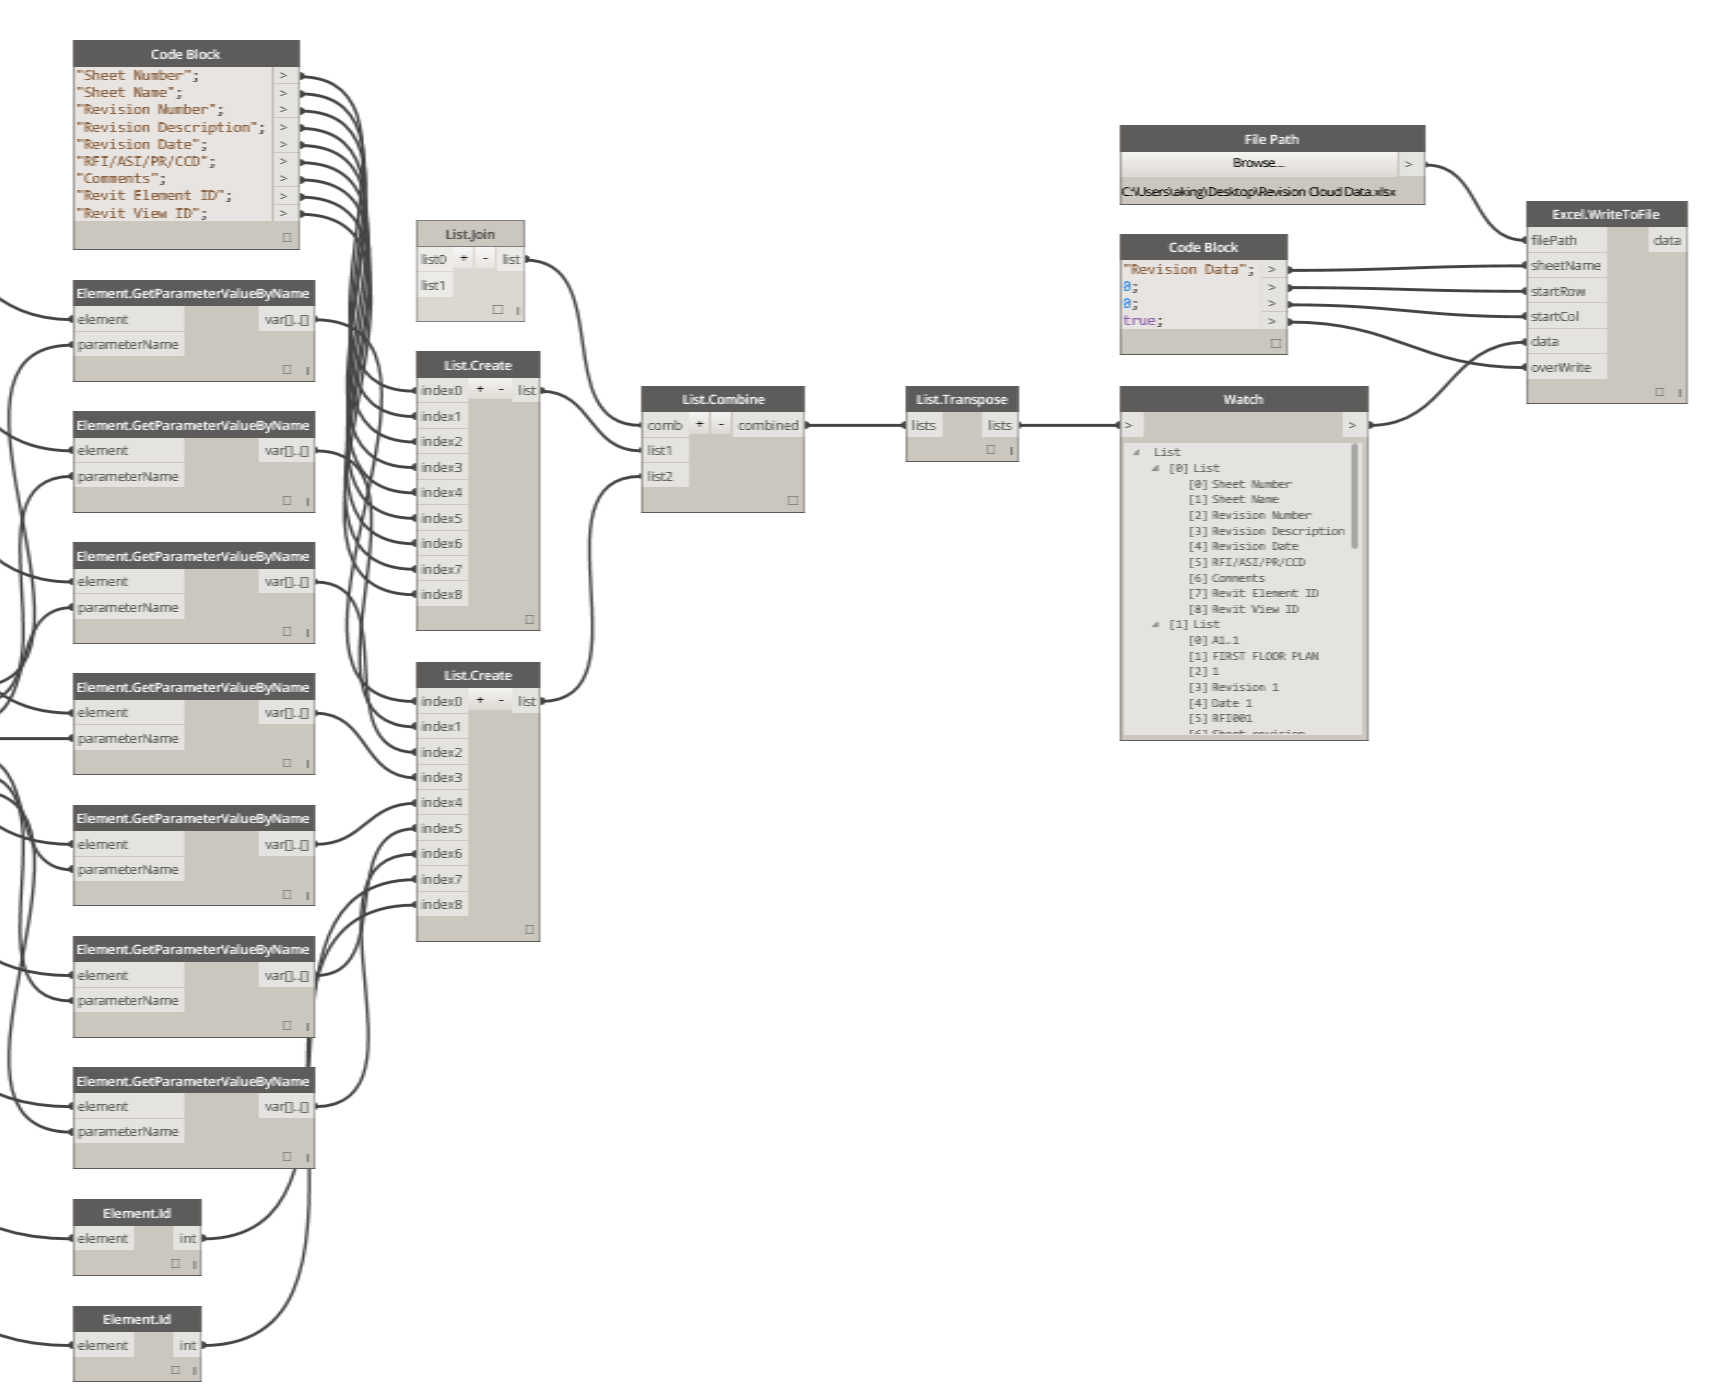 Code Block
"Sheet Number";
"Sheet Name";
"Revision Number";
"Revision Description";
"Revision Date";
"RFI/ASI/PR/CCD";
"Comments";
"Revit Element ID";
"Revit View ID";
Element.GetParameterValueByName
element var[]..[]
parameterName
Element.GetParameterValueByName
element var[]..[]
parameterName
Element.GetParameterValueByName
element var[]..[]
parameterName
Element.GetParameterValueByName
element var[]..[]
parameterName
Element.GetParameterValueByName
element var[]..[]
parameterName
Element.GetParameterValueByName
element var[]..[]
parameterName
Element.GetParameterValueByName
element var[]..[]
parameterName
Element.Id
element int
Element.Id
element int
List.Join
list0 + - list
list1
List.Create
index0 + - list
index1
index2
index3
index4
index5
index6
index7
index8
List.Create
index0 + - list
index1
index2
index3
index4
index5
index6
index7
index8
List.Combine
comb + - combined
list1
list2
List.Transpose
lists lists
File Path
Browse...
C:\Users\aking\Desktop\Revision Cloud Data.xlsx
Code Block
"Revision Data";
0;
0;
true;
Watch
List
[0] List
[0] Sheet Number
[1] Sheet Name
[2] Revision Number
[3] Revision Description
[4] Revision Date
[5] RFI/ASI/PR/CCD
[6] Comments
[7] Revit Element ID
[8] Revit View ID
[1] List
[0] A1.1
[1] FIRST FLOOR PLAN
[2] 1
[3] Revision 1
[4] Date 1
[5] RFI001
Excel.WriteToFile
filePath data
sheetName
startRow
startCol
data
overWrite